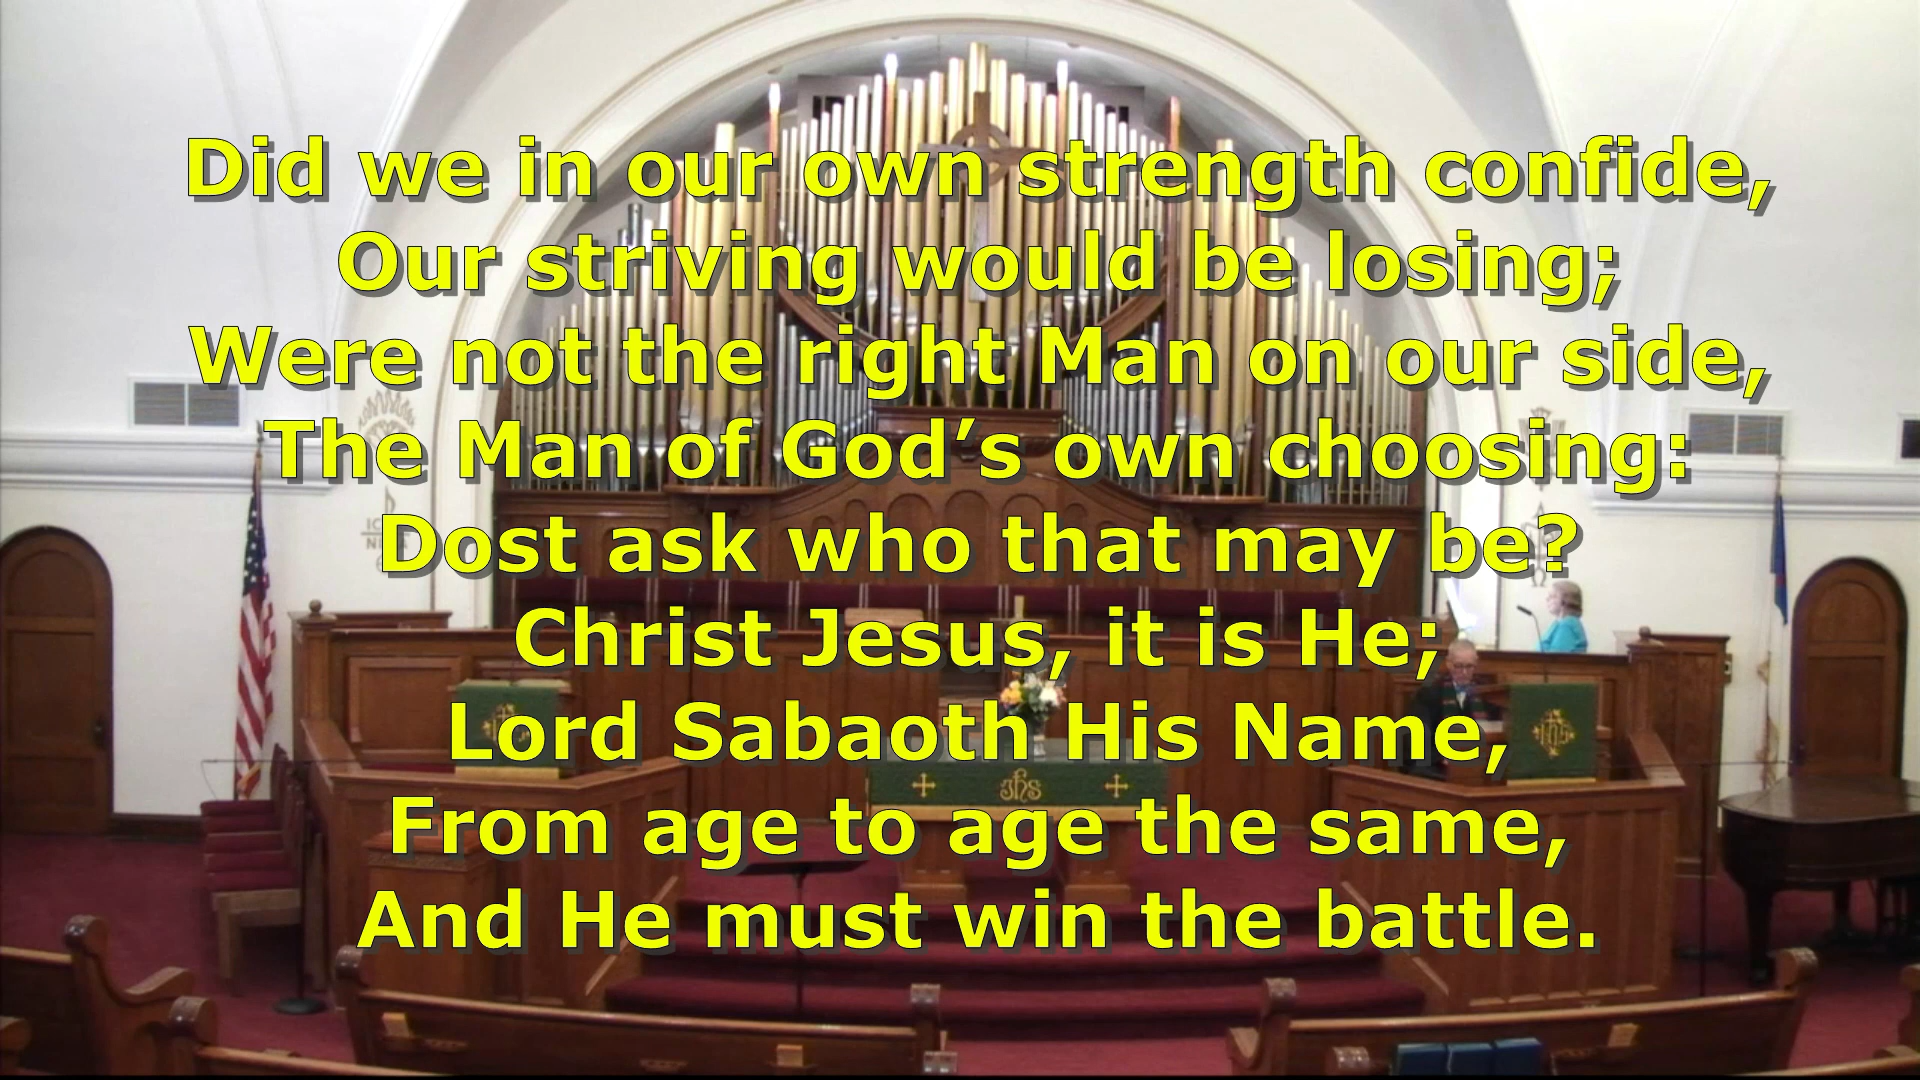 Did we in our own strength confide,
Our striving would be losing;
Were not the right Man on our side,
The Man of God’s own choosing:
Dost ask who that may be?
Christ Jesus, it is He;
Lord Sabaoth His Name,
From age to age the same,
And He must win the battle.
IHS